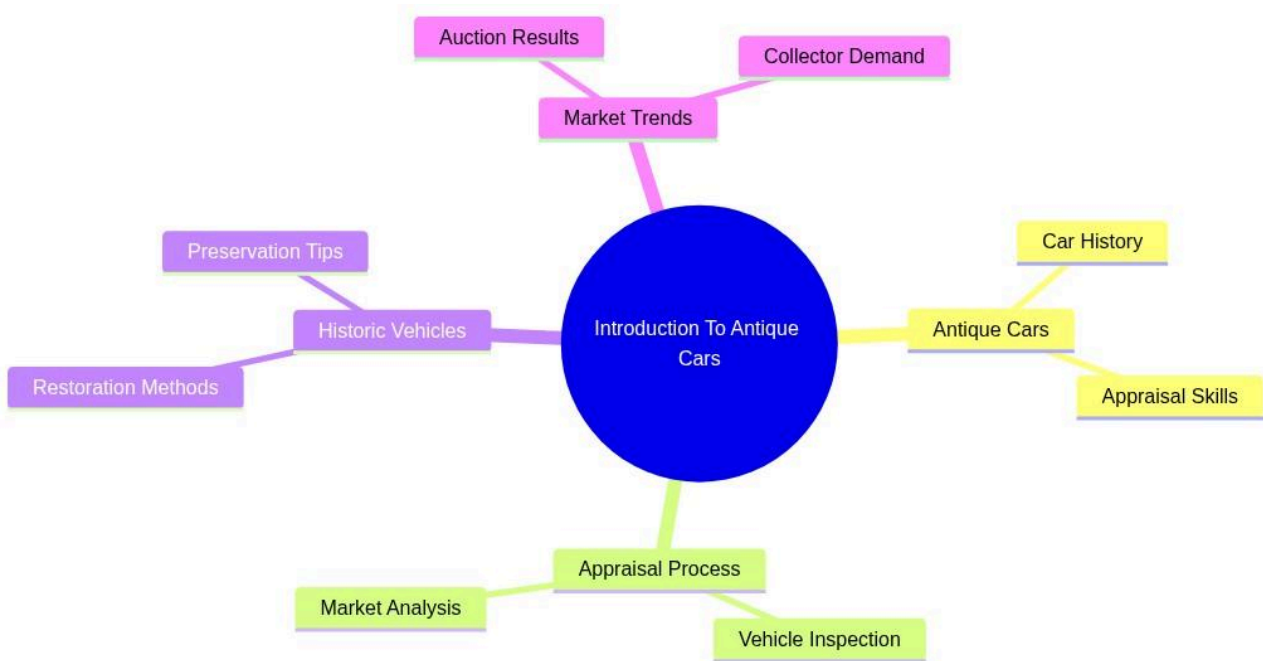 Auction Results
Collector Demand
Market Trends
Preservation Tips
Historic Vehicles
Restoration Methods
Introduction To Antique
Cars
Car History
Antique Cars
Appraisal Skills
Appraisal Process
Market Analysis
Vehicle Inspection